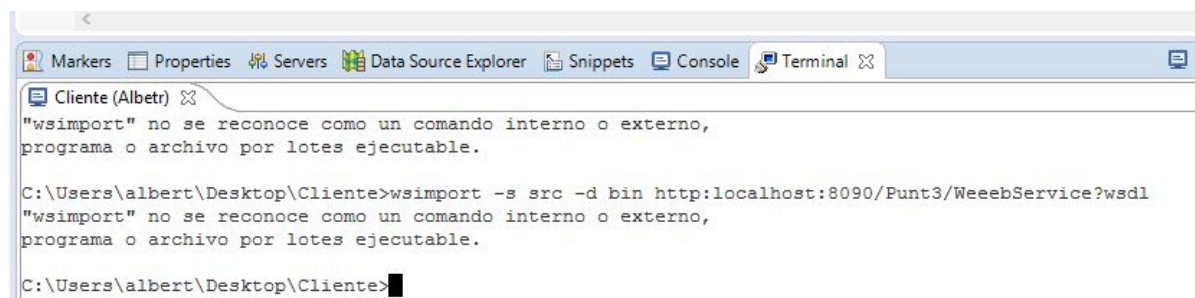 Markers Properties Servers Data Source Explorer Snippets Console Terminal
Cliente (Albetr)
"wsimport" no se reconoce como un comando interno o externo,
programa o archivo por lotes ejecutable.
C:\Users\albert\Desktop\Cliente>wsimport -s src -d bin http:localhost:8090/Punt3/WeeebService?wsdl
"wsimport" no se reconoce como un comando interno o externo,
programa o archivo por lotes ejecutable.
C:\Users\albert\Desktop\Cliente>